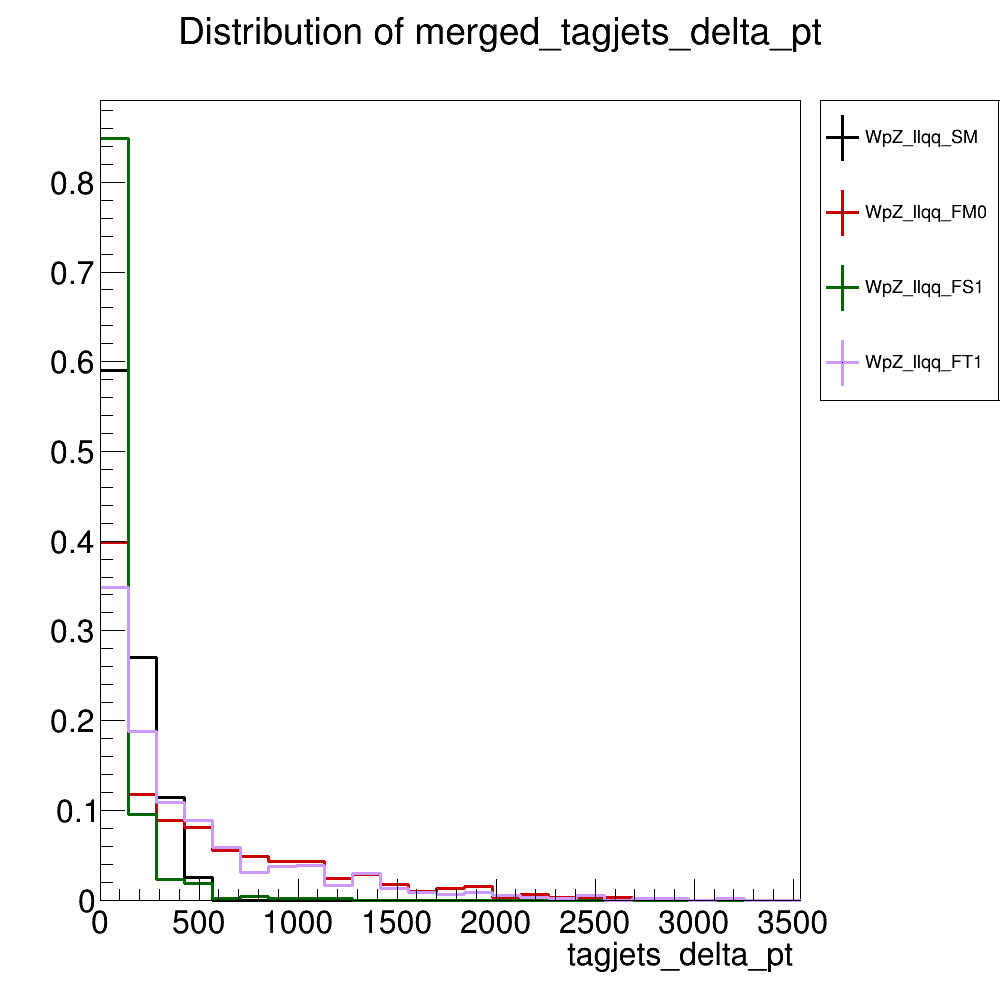 Distribution of merged_tagjets_delta_pt
WpZ_llqq_SM
WpZ_llqq_FM0
WpZ_llqq_FS1
WpZ_llqq_FT1
0.8
0.7
0.6
0.5
0.4
0.3
0.2
0.1
0
0 500 1000 1500 2000 2500 3000 3500
tagjets_delta_pt